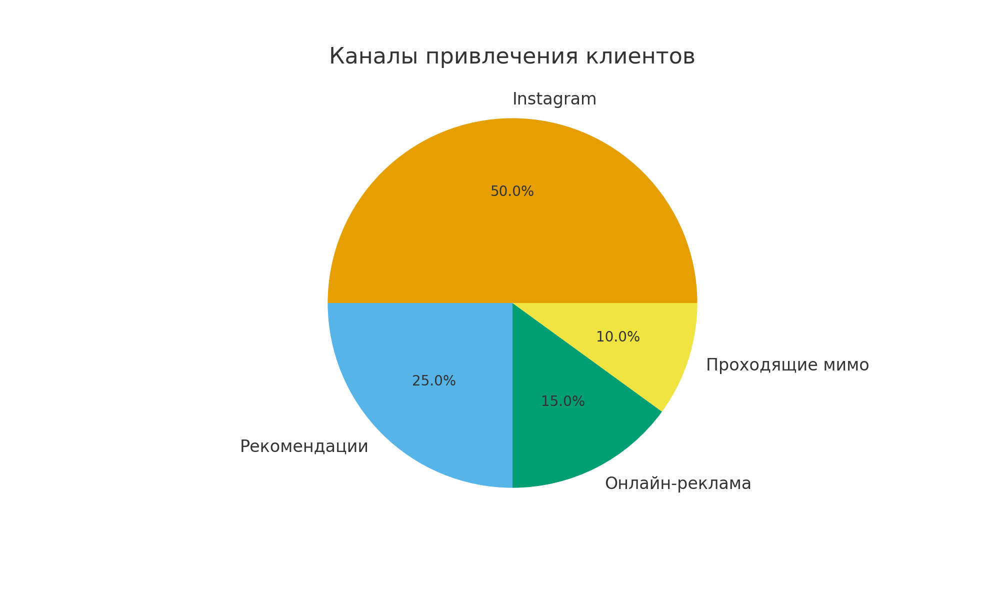 Каналы привлечения клиентов
Instagram
50.0%
10.0%
Проходящие мимо
25.0%
15.0%
Рекомендации
Онлайн-реклама